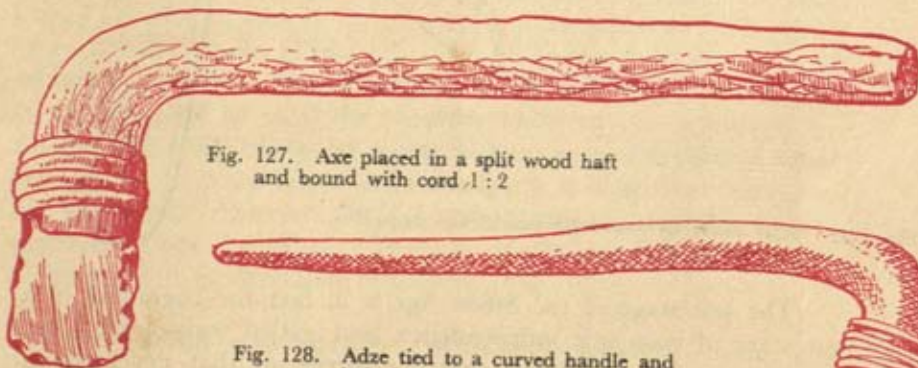 Fig. 127. Axe placed in a split wood haft
and bound with cord 1 : 2
Fig. 128. Adze tied to a curved handle and